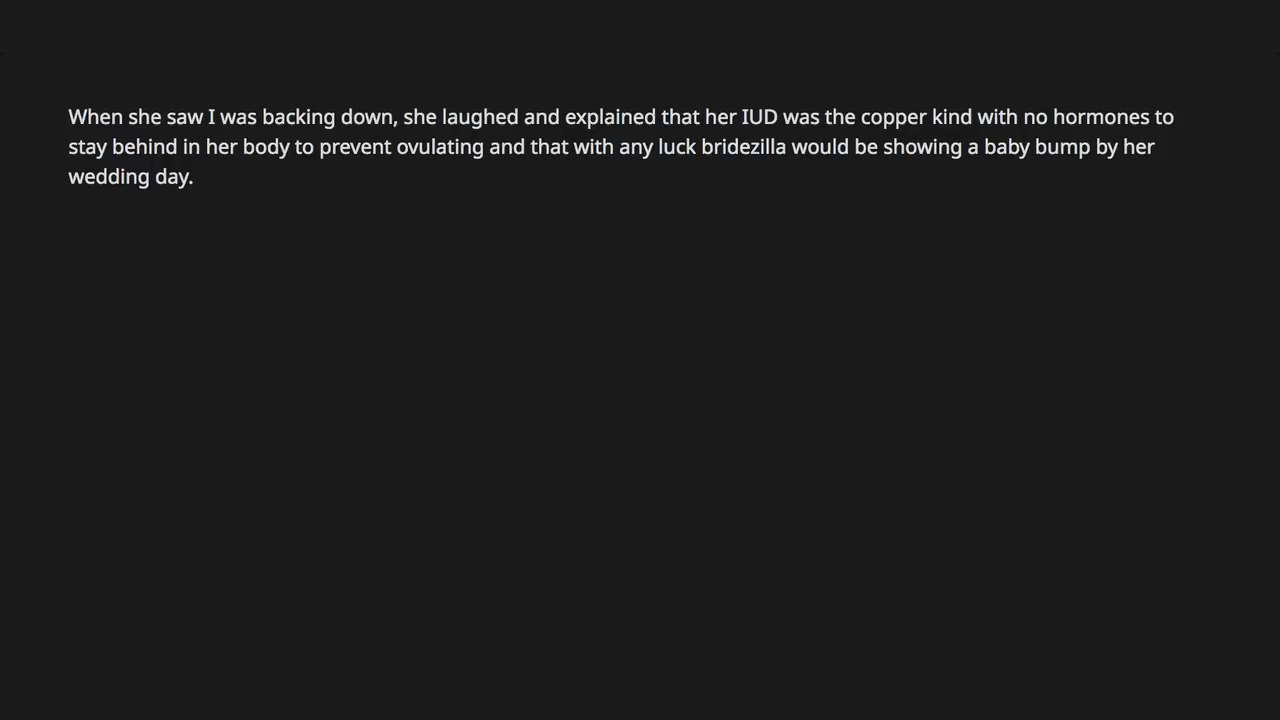 When she saw I was backing down, she laughed and explained that her IUD was the copper kind with no hormones to
stay behind in her body to prevent ovulating and that with any luck bridezilla would be showing a baby bump by her
wedding day.